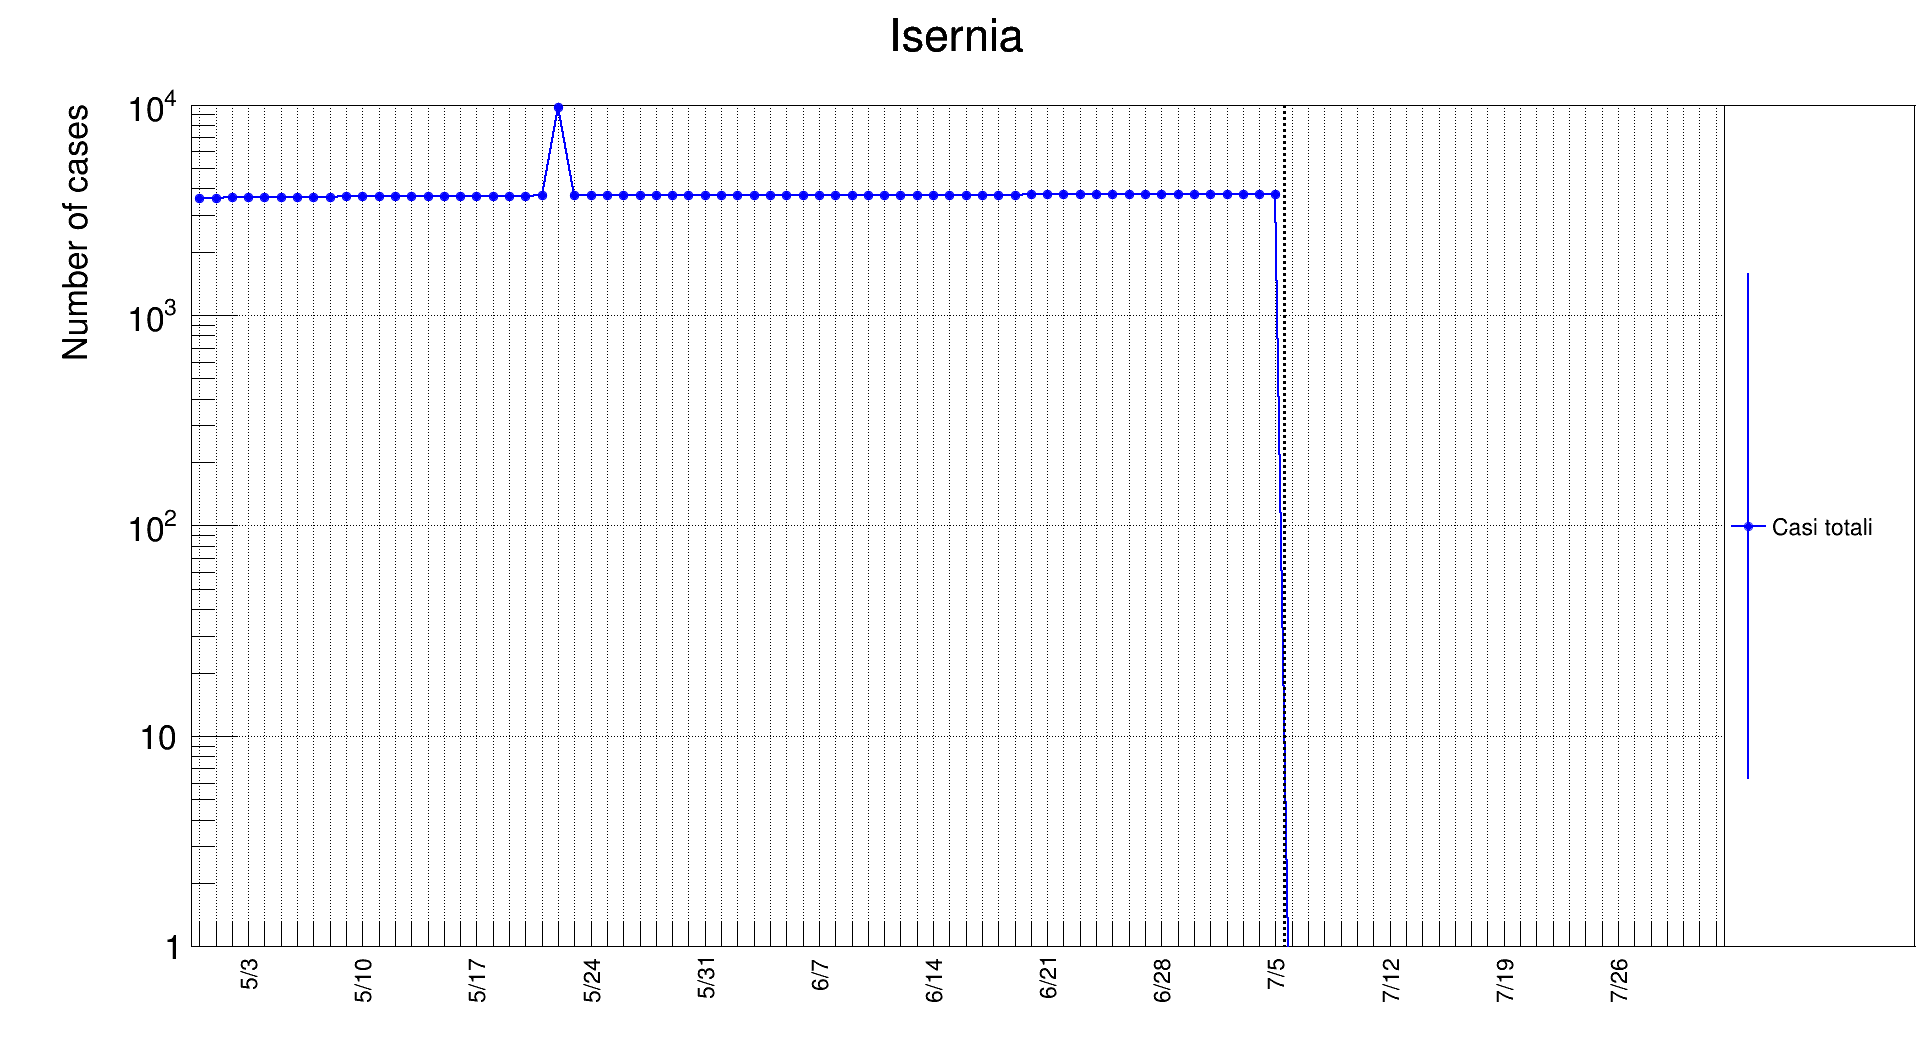 Isernia
Number of cases
10^4
10^3
10^2
10
1
5/3 5/10 5/17 5/24 5/31 6/7 6/14 6/21 6/28 7/5 7/12 7/19 7/26
Casi totali